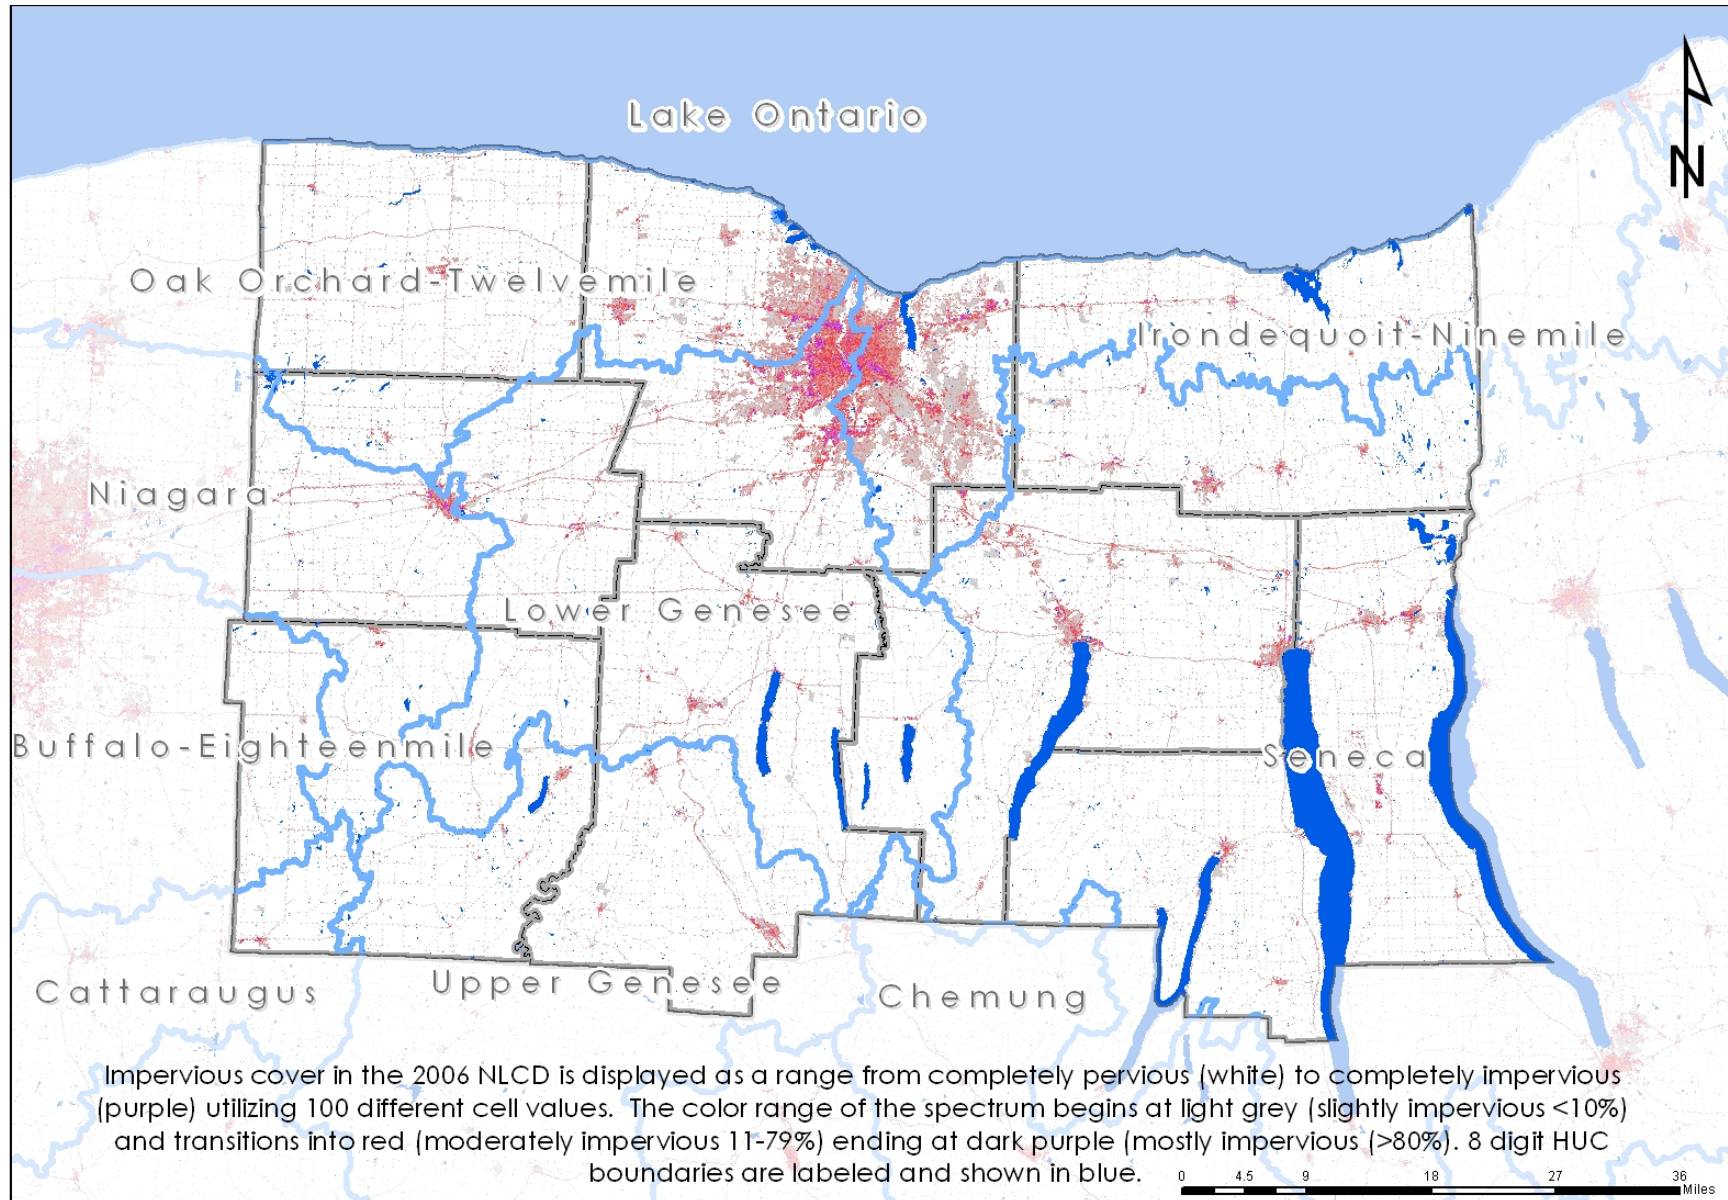 Lake Ontario
N
Oak Orchard-Twelvemile
Irondequoit-Ninemile
Niagara
Lower Genesee
Buffalo-Eighteenmile
Seneca
Cattaraugus
Upper Genesee
Chemung
Impervious cover in the 2006 NLCD is displayed as a range from completely pervious (white) to completely impervious
(purple) utilizing 100 different cell values. The color range of the spectrum begins at light grey (slightly impervious <10%)
and transitions into red (moderately impervious 11-79%) ending at dark purple (mostly impervious (>80%). 8 digit HUC
boundaries are labeled and shown in blue.
0 4.5 9 18 27 36
Miles